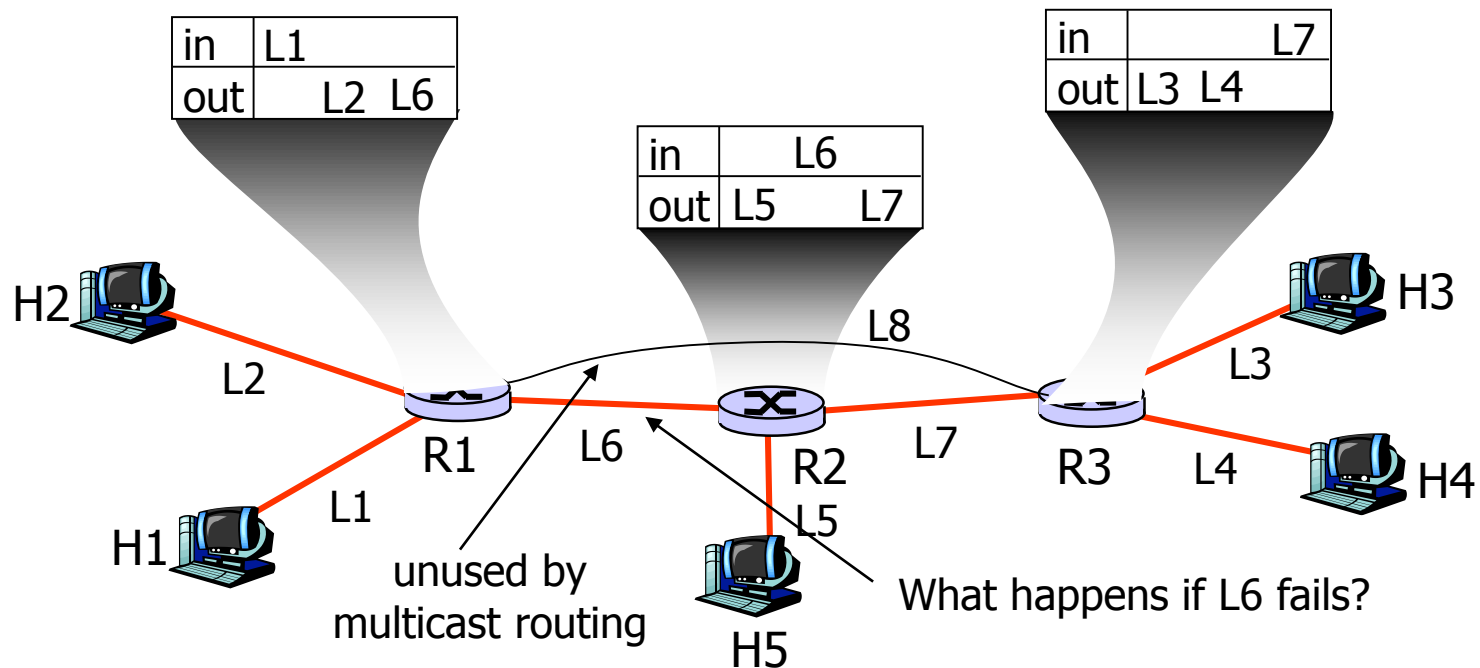 in L1
out L2 L6
in L7
out L3 L4
in L6
out L5 L7
H2
H3
L8
L2
L3
R1
L6
R2
L7
R3
L4
H4
L1
L5
H1
unused by
multicast routing
What happens if L6 fails?
H5